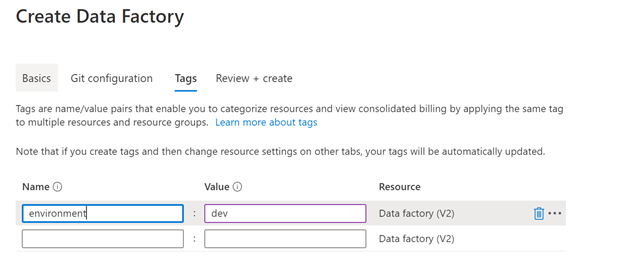 Create Data Factory
Basics Git configuration Tags Review + create
Tags are name/value pairs that enable you to categorize resources and view consolidated billing by applying the same tag
to multiple resources and resource groups. Learn more about tags
Note that if you create tags and then change resource settings on other tabs, your tags will be automatically updated.
Name Value Resource
environment : dev Data factory (V2)
: Data factory (V2)